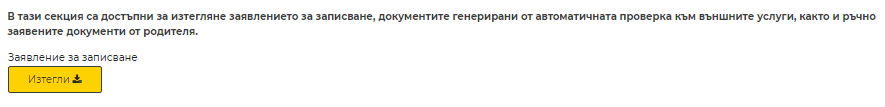 В тази секция са достъпни за изтегляне заявлението за записване, документите генерирани от автоматичната проверка към външните услуги, както и ръчно
заявените документи от родителя.
Заявление за записване
Изтегли